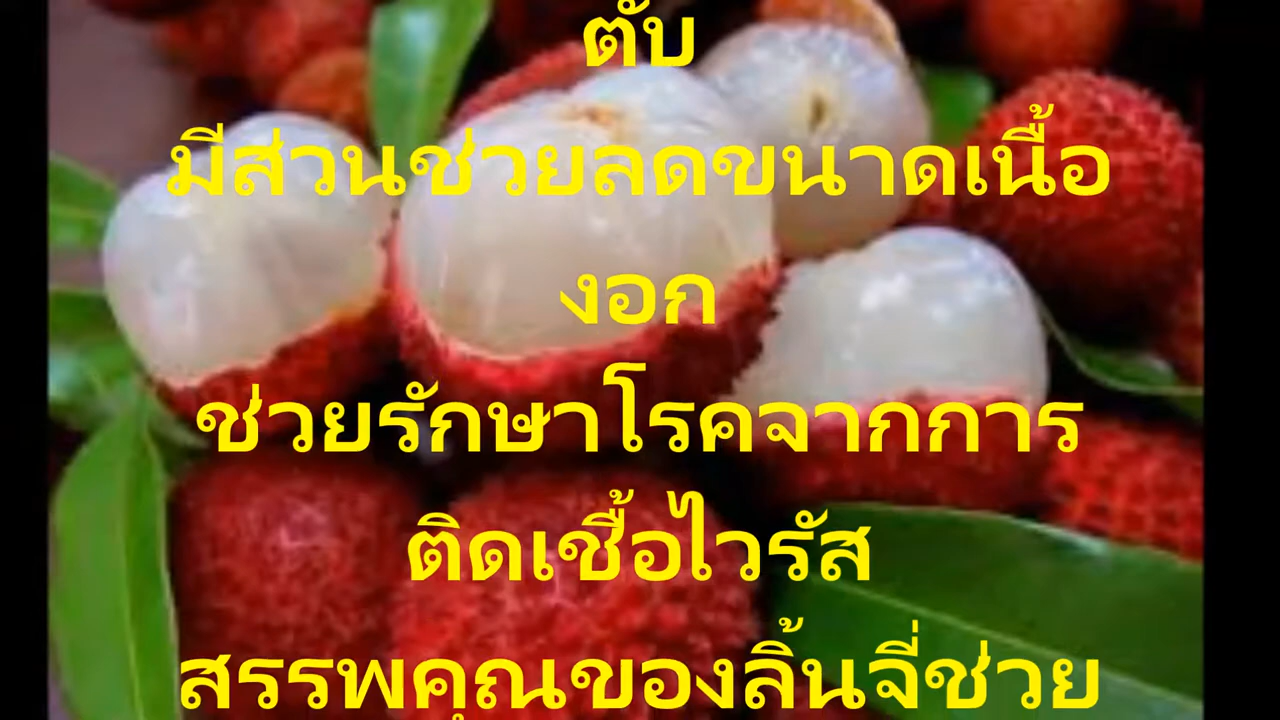 ตับ
มีส่วนช่วยลดขนาดเนื้อ
งอก
ช่วยรักษาโรคจากการ
ติดเชื้อไวรัส
สรรพคุณของลิ้นจี่ช่วย